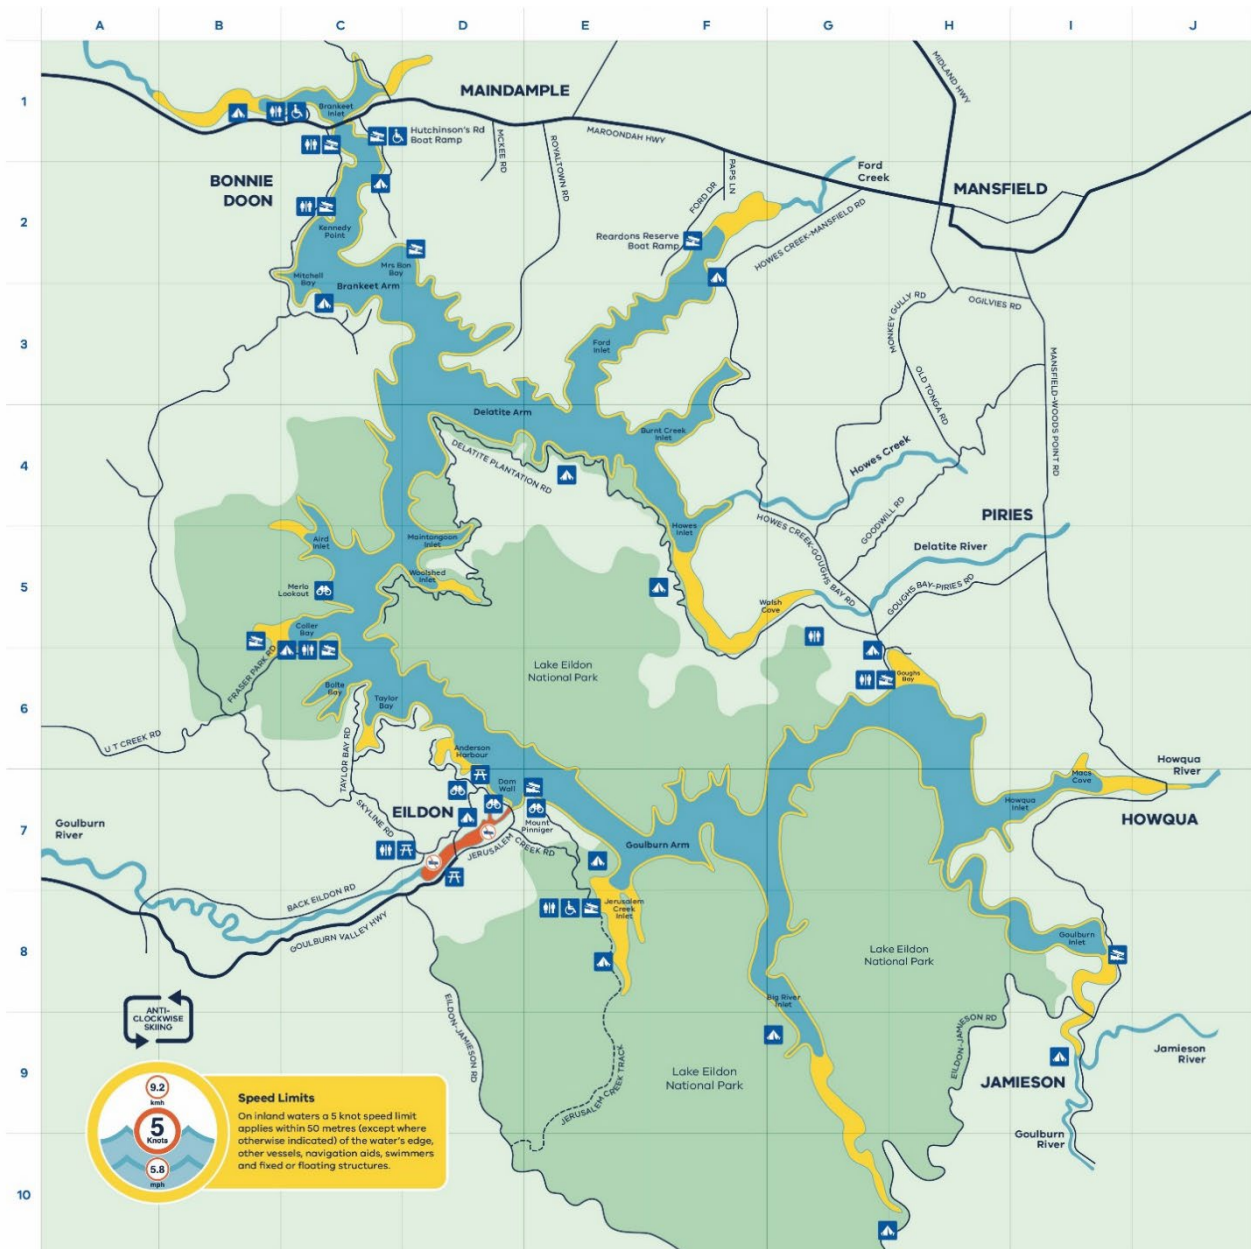 A B C D E F G H I J
1
2
3
4
5
6
7
8
9
10
MIDLAND HWY
MAINDAMPLE
Brankeet
Inlet
Hutchinson's Rd
Boat Ramp
MCKEE RD
ROYALTOWN RD
MAROONDAH HWY
PAPS LN
FORD DR
Ford
Creek
MANSFIELD
BONNIE
DOON
Kennedy
Point
Reardons Reserve
Boat Ramp
HOWES CREEK-MANSFIELD RD
Mrs Bon
Bay
Mitchell
Bay
Brankeet Arm
MONKEY GULLY RD
OGILVIES RD
Ford
Inlet
OLD TONGA RD
MANSFIELD-WOODS POINT RD
Delatite Arm
Burnt Creek
Inlet
DELATITE PLANTATION RD
Howes Creek
GOODWILL RD
PIRIES
Howes
Inlet
HOWES CREEK-GOUGHS BAY RD
Delatite River
Aird
Inlet
Maintongoon
Inlet
Woolshed
Inlet
Merlo
Lookout
Walsh
Cove
GOUGHS BAY-PIRIES RD
Coller
Bay
Lake Eildon
National Park
Goughs
Bay
FRASER PARK RD
Bolte
Bay
Taylor
Bay
U T CREEK RD
TAYLOR BAY RD
Anderson
Harbour
Macs
Cove
Howqua
River
Howqua
Inlet
HOWQUA
Dam
Wall
EILDON
Mount
Pinniger
SKYLINE RD
Goulburn
River
JERUSALEM CREEK RD
Goulburn Arm
BACK EILDON RD
GOULBURN VALLEY HWY
Jerusalem
Creek
Inlet
Goulburn
Inlet
Lake Eildon
National Park
Big River
Inlet
ANTI-
CLOCKWISE
SKIING
EILDON-JAMIESON RD
EILDON-JAMIESON RD
Jamieson
River
JAMIESON
Lake Eildon
National Park
JERUSALEM CREEK TRACK
Goulburn
River
9.2
kmh
5
Knots
5.8
mph
Speed Limits
On inland waters a 5 knot speed limit
applies within 50 metres (except where
otherwise indicated) of the water's edge,
other vessels, navigation aids, swimmers
and fixed or floating structures.